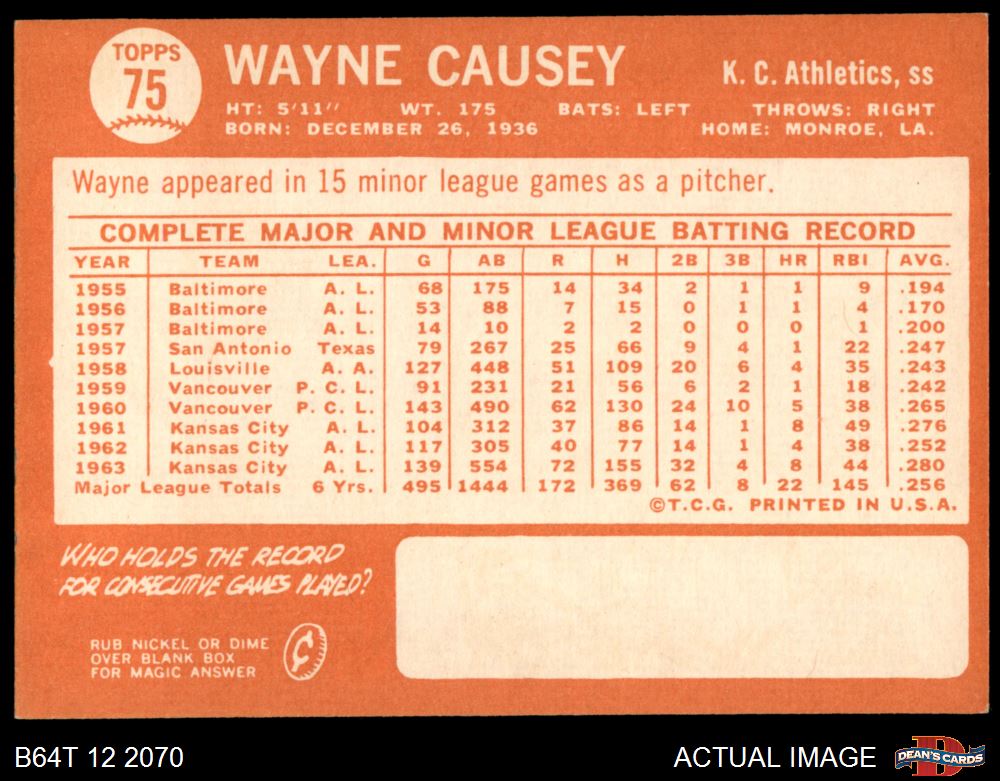 TOPPS
75
WAYNE CAUSEY
K. C. Athletics, ss
HT: 5'11" WT. 175 BATS: LEFT THROWS: RIGHT
BORN: DECEMBER 26, 1936 HOME: MONROE, LA.
Wayne appeared in 15 minor league games as a pitcher.
COMPLETE MAJOR AND MINOR LEAGUE BATTING RECORD
YEAR TEAM LEA. G AB R H 2B 3B HR RBI AVG.
1955 Baltimore A. L. 68 175 14 34 2 1 1 9 .194
1956 Baltimore A. L. 53 88 7 15 0 1 1 4 .170
1957 Baltimore A. L. 14 10 2 2 0 0 0 1 .200
1957 San Antonio Texas 79 267 25 66 9 4 1 22 .247
1958 Louisville A. A. 127 448 51 109 20 6 4 35 .243
1959 Vancouver P. C. L. 91 231 21 56 6 2 1 18 .242
1960 Vancouver P. C. L. 143 490 62 130 24 10 5 38 .265
1961 Kansas City A. L. 104 312 37 86 14 1 8 49 .276
1962 Kansas City A. L. 117 305 40 77 14 1 4 38 .252
1963 Kansas City A. L. 139 554 72 155 32 4 8 44 .280
Major League Totals 6 Yrs. 495 1444 172 369 62 8 22 145 .256
©T.C.G. PRINTED IN U.S.A.
WHO HOLDS THE RECORD
FOR CONSECUTIVE GAMES PLAYED?
RUB NICKEL OR DIME
OVER BLANK BOX
FOR MAGIC ANSWER
¢
B64T 12 2070
ACTUAL IMAGE
D
DEAN'S CARDS